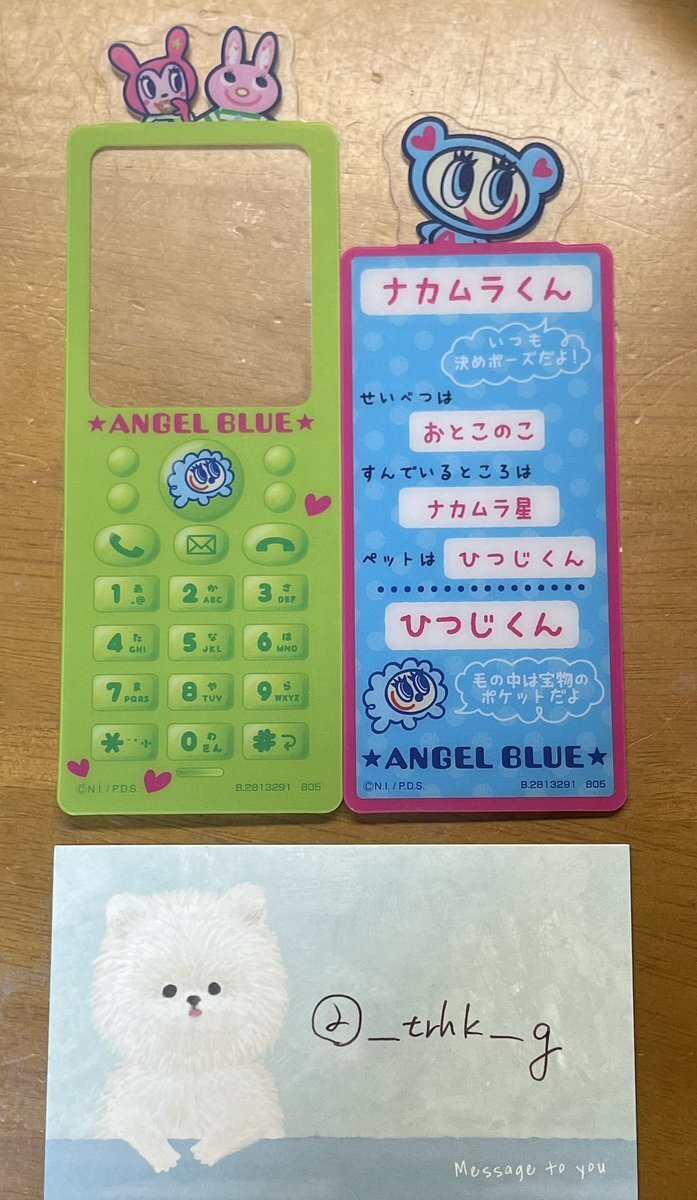 ★ANGEL BLUE★
1 あ .@
2 か ABC
3 さ DEF
4 た GHI
5 な JKL
6 は MNO
7 ま PQRS
8 や TUV
9 ら WXYZ
* ゛゜
0 わをん
#
©N.I. / P.D.S. B.2813291 805
ナカムラくん
いつも
決めポーズだよ!
せいべつは
おとこのこ
すんでいるところは
ナカムラ星
ペットは ひつじくん
ひつじくん
毛の中は宝物の
ポケットだよ
★ANGEL BLUE★
©N.I. / P.D.S. B.2813291 805
@_trhk_g
Message to you